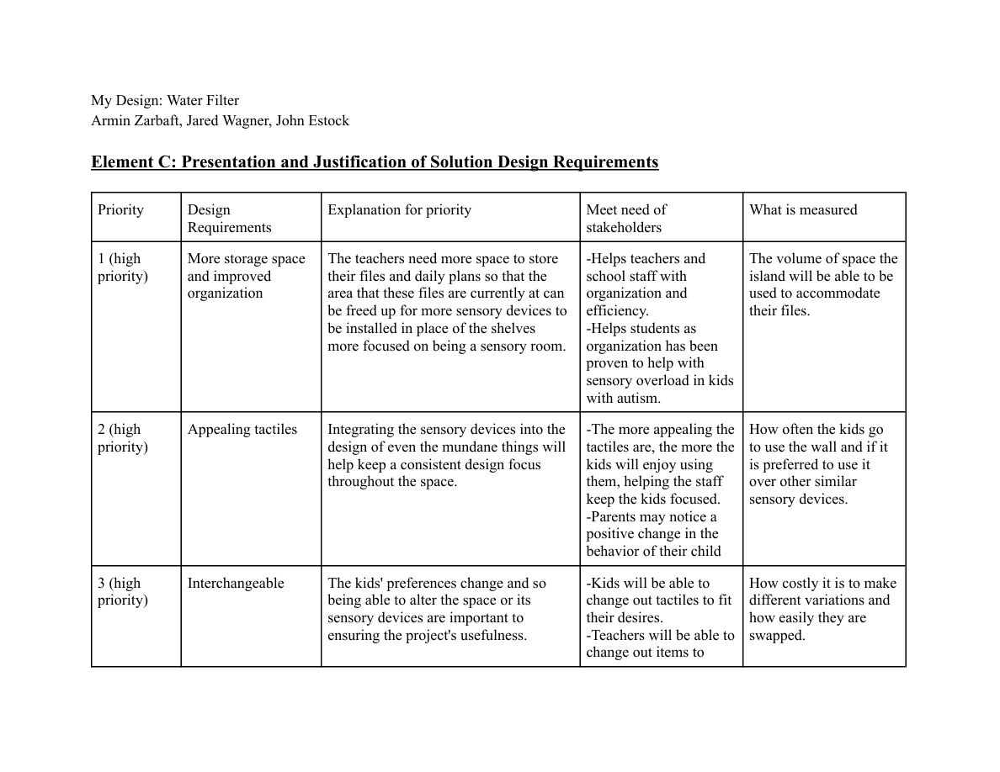 My Design: Water Filter
Armin Zarbaft, Jared Wagner, John Estock
Element C: Presentation and Justification of Solution Design Requirements
Priority
Design
Requirements
Explanation for priority
Meet need of
stakeholders
What is measured
1 (high
priority)
More storage space
and improved
organization
The teachers need more space to store
their files and daily plans so that the
area that these files are currently at can
be freed up for more sensory devices to
be installed in place of the shelves
more focused on being a sensory room.
-Helps teachers and
school staff with
organization and
efficiency.
-Helps students as
organization has been
proven to help with
sensory overload in kids
with autism.
The volume of space the
island will be able to be
used to accommodate
their files.
2 (high
priority)
Appealing tactiles
Integrating the sensory devices into the
design of even the mundane things will
help keep a consistent design focus
throughout the space.
-The more appealing the
tactiles are, the more the
kids will enjoy using
them, helping the staff
keep the kids focused.
-Parents may notice a
positive change in the
behavior of their child
How often the kids go
to use the wall and if it
is preferred to use it
over other similar
sensory devices.
3 (high
priority)
Interchangeable
The kids' preferences change and so
being able to alter the space or its
sensory devices are important to
ensuring the project's usefulness.
-Kids will be able to
change out tactiles to fit
their desires.
-Teachers will be able to
change out items to
How costly it is to make
different variations and
how easily they are
swapped.